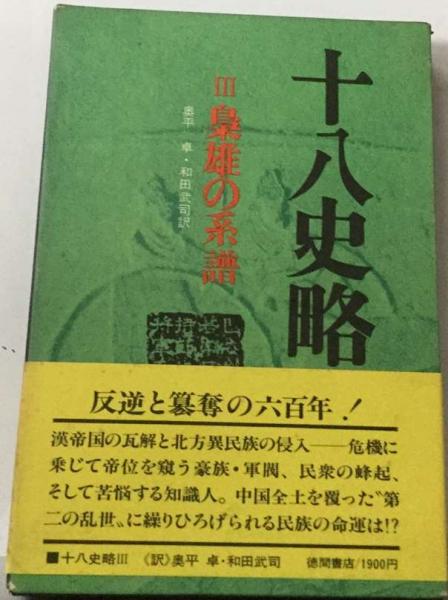 十八史略
III 梟雄の系譜
奥平 卓・和田武司訳
反逆と簒奪の六百年!
漢帝国の瓦解と北方異民族の侵入──危機に
乗じて帝位を窺う豪族・軍閥、民衆の蜂起、
そして苦悩する知識人。中国全土を覆った〝第
二の乱世〟に繰りひろげられる民族の命運は!?
■十八史略III 《訳》奥平 卓・和田武司 徳間書店/1900円